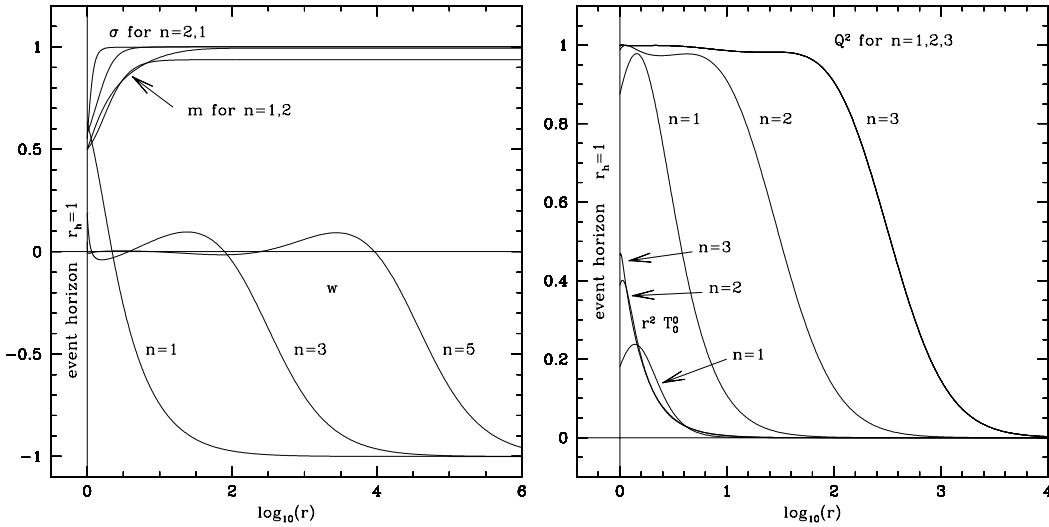 σ for n=2,1
m for n=1,2
1
0.5
0
−0.5
−1
event horizon r_h=1
w
n=1
n=3
n=5
0
2
4
6
log₁₀(r)
Q² for n=1,2,3
1
0.8
0.6
0.4
0.2
0
event horizon r_h=1
n=1
n=2
n=3
n=3
n=2
r² T⁰₀
n=1
0
1
2
3
4
log₁₀(r)